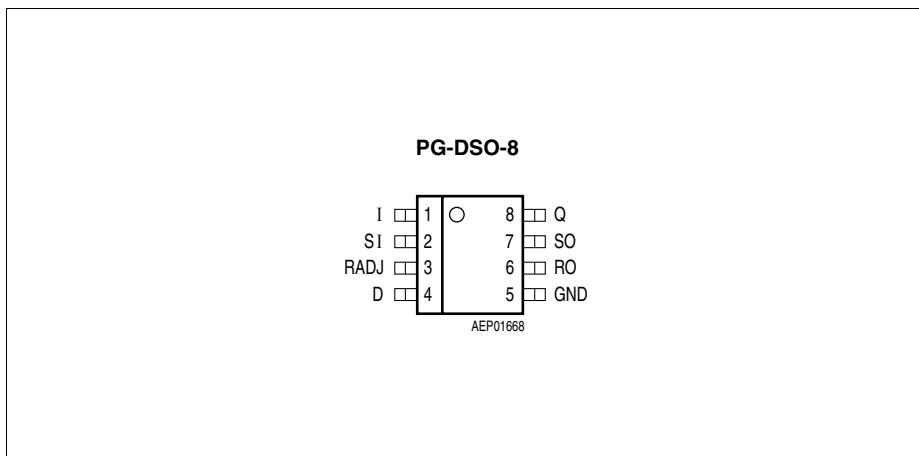 PG-DSO-8
I 1 8 Q
SI 2 7 SO
RADJ 3 6 RO
D 4 5 GND
AEP01668